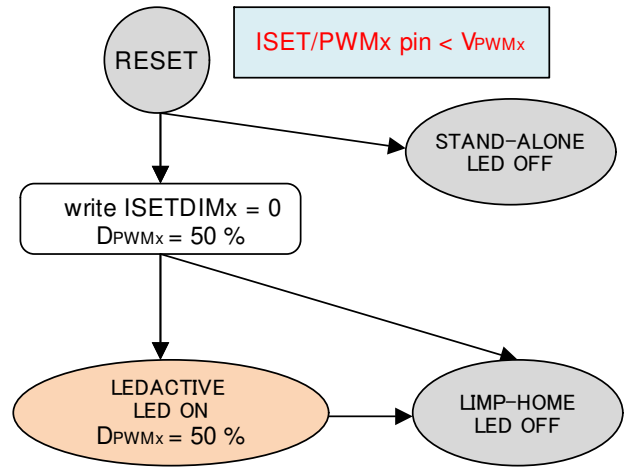 RESET
ISET/PWMx pin < VPWMx
STAND-ALONE
LED OFF
write ISETDIMx = 0
DPWMx = 50 %
LEDACTIVE
LED ON
DPWMx = 50 %
LIMP-HOME
LED OFF